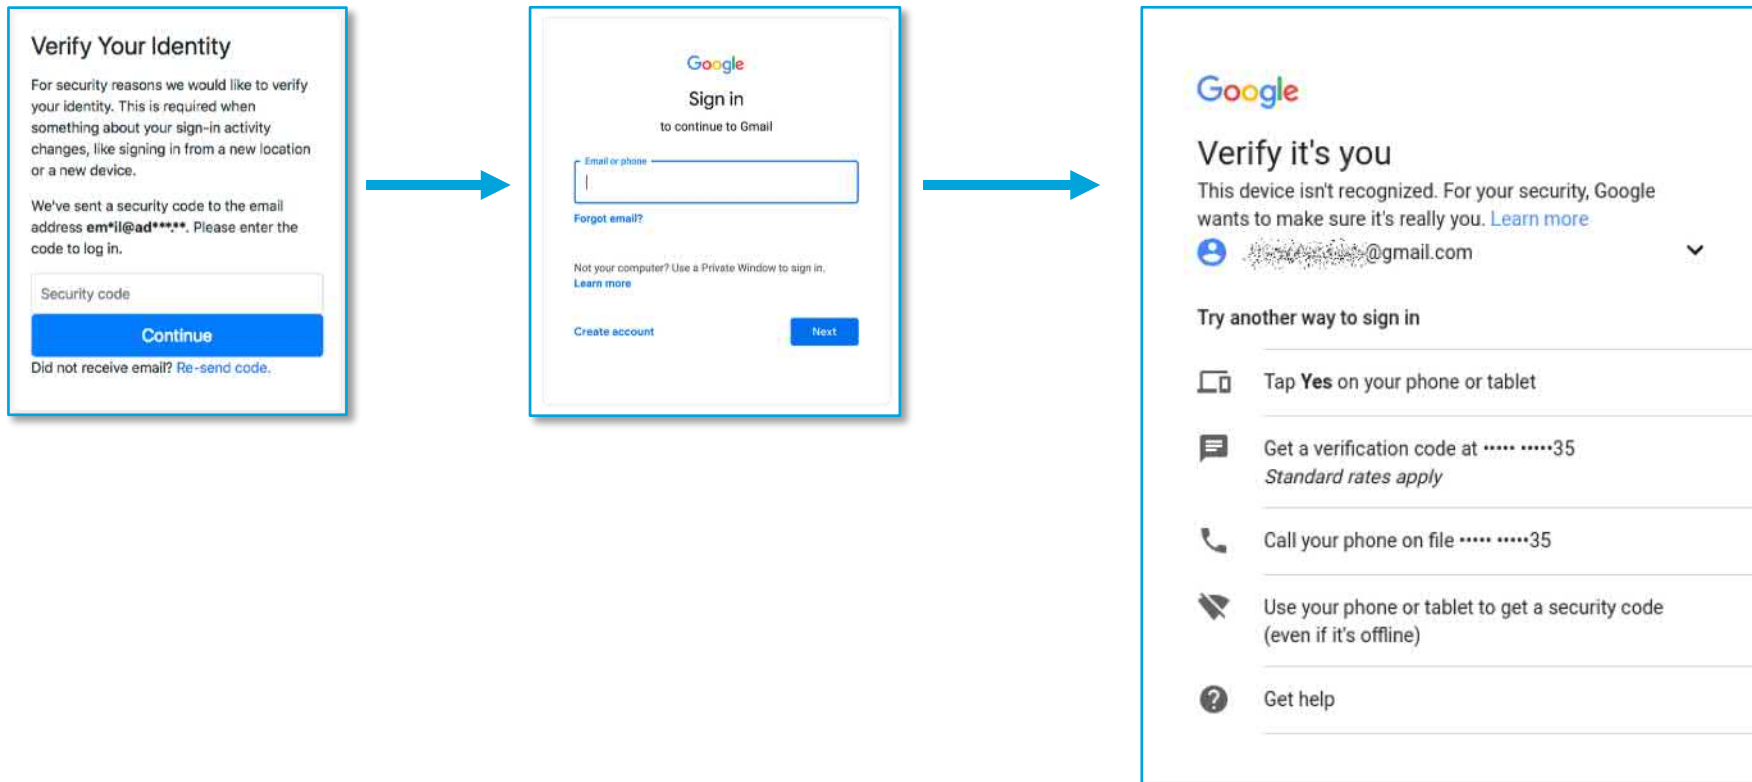 Verify Your Identity
For security reasons we would like to verify
your identity. This is required when
something about your sign-in activity
changes, like signing in from a new location
or a new device.
We've sent a security code to the email
address em*il@ad***.**. Please enter the
code to log in.
Security code
Continue
Did not receive email? Re-send code.
Google
Sign in
to continue to Gmail
Email or phone
Forgot email?
Not your computer? Use a Private Window to sign in.
Learn more
Create account
Next
Google
Verify it's you
This device isn't recognized. For your security, Google
wants to make sure it's really you. Learn more
@gmail.com
Try another way to sign in
Tap Yes on your phone or tablet
Get a verification code at ••••• •••••35
Standard rates apply
Call your phone on file ••••• •••••35
Use your phone or tablet to get a security code
(even if it's offline)
Get help